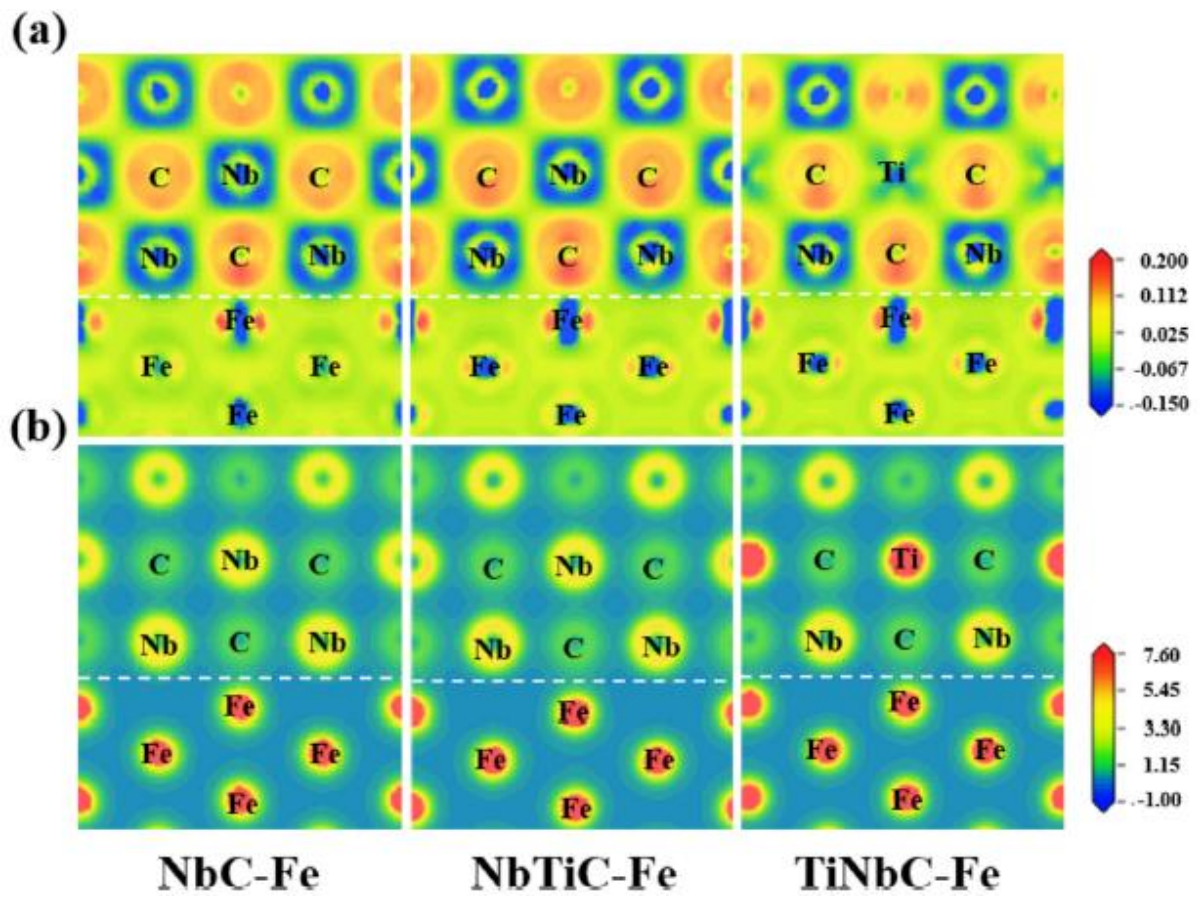 (a)
C Nb C C Nb C C Ti C
Nb C Nb Nb C Nb Nb C Nb
Fe Fe Fe
Fe Fe Fe Fe Fe Fe
Fe Fe Fe
0.200
0.112
0.025
-0.067
-0.150
(b)
C Nb C C Nb C C Ti C
Nb C Nb Nb C Nb Nb C Nb
Fe Fe Fe
Fe Fe Fe Fe Fe Fe
Fe Fe Fe
7.60
5.45
3.30
1.15
-1.00
NbC-Fe NbTiC-Fe TiNbC-Fe